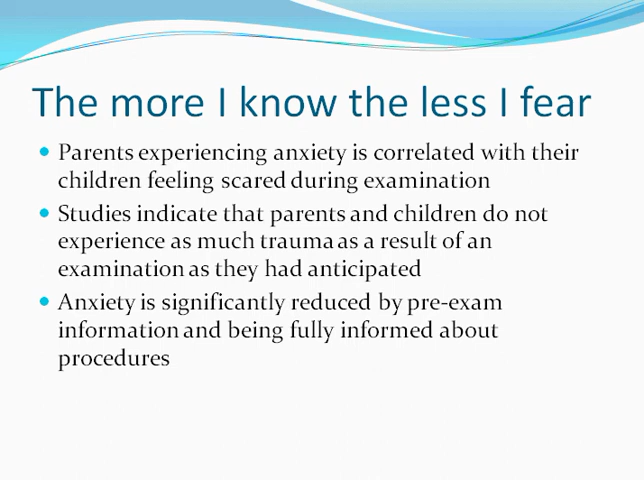 The more I know the less I fear
• Parents experiencing anxiety is correlated with their
children feeling scared during examination
• Studies indicate that parents and children do not
experience as much trauma as a result of an
examination as they had anticipated
• Anxiety is significantly reduced by pre-exam
information and being fully informed about
procedures